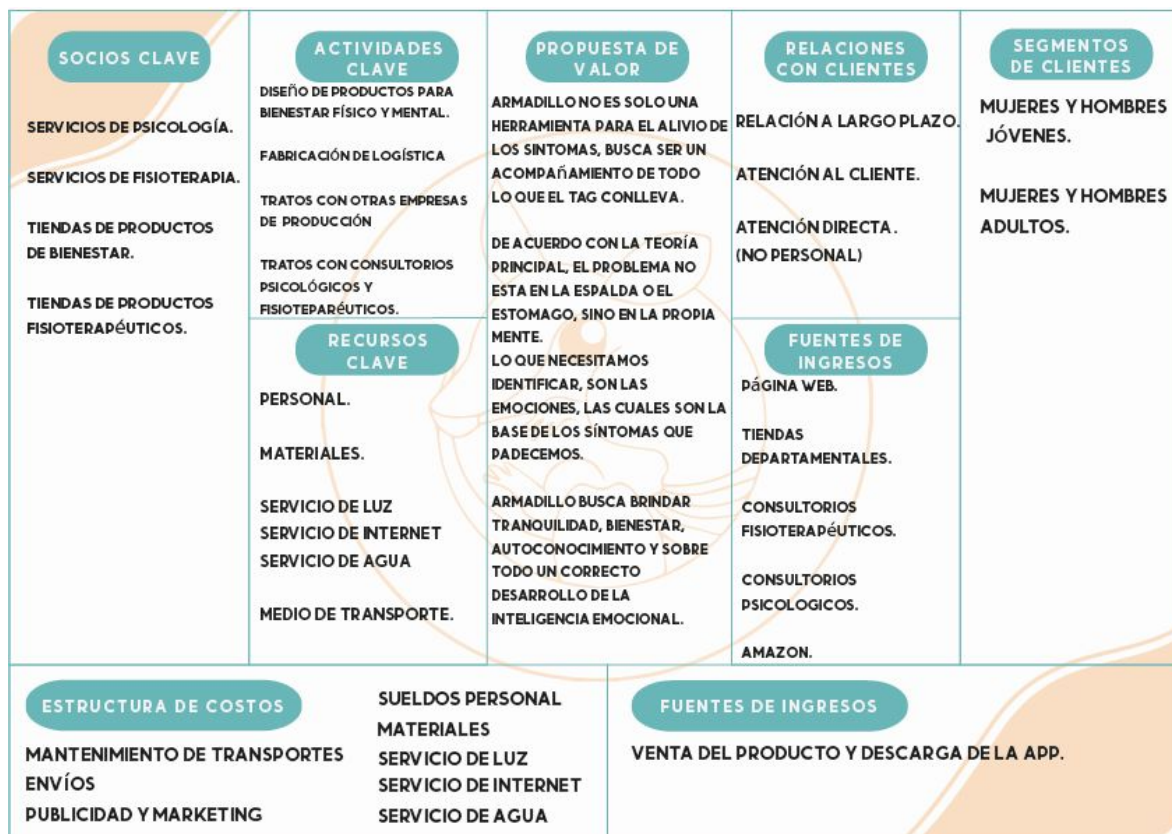 SOCIOS CLAVE
SERVICIOS DE PSICOLOGÍA.
SERVICIOS DE FISIOTERAPIA.
TIENDAS DE PRODUCTOS
DE BIENESTAR.
TIENDAS DE PRODUCTOS
FISIOTERAPÉUTICOS.
ACTIVIDADES
CLAVE
DISEÑO DE PRODUCTOS PARA
BIENESTAR FÍSICO Y MENTAL.
FABRICACIÓN DE LOGÍSTICA
TRATOS CON OTRAS EMPRESAS
DE PRODUCCIÓN
TRATOS CON CONSULTORIOS
PSICOLÓGICOS Y
FISIOTEPARÉUTICOS.
RECURSOS
CLAVE
PERSONAL.
MATERIALES.
SERVICIO DE LUZ
SERVICIO DE INTERNET
SERVICIO DE AGUA
MEDIO DE TRANSPORTE.
PROPUESTA DE
VALOR
ARMADILLO NO ES SOLO UNA
HERRAMIENTA PARA EL ALIVIO DE
LOS SINTOMAS, BUSCA SER UN
ACOMPAÑAMIENTO DE TODO
LO QUE EL TAG CONLLEVA.
DE ACUERDO CON LA TEORÍA
PRINCIPAL, EL PROBLEMA NO
ESTA EN LA ESPALDA O EL
ESTOMAGO, SINO EN LA PROPIA
MENTE.
LO QUE NECESITAMOS
IDENTIFICAR, SON LAS
EMOCIONES, LAS CUALES SON LA
BASE DE LOS SÍNTOMAS QUE
PADECEMOS.
ARMADILLO BUSCA BRINDAR
TRANQUILIDAD, BIENESTAR,
AUTOCONOCIMIENTO Y SOBRE
TODO UN CORRECTO
DESARROLLO DE LA
INTELIGENCIA EMOCIONAL.
RELACIONES
CON CLIENTES
RELACIÓN A LARGO PLAZO.
ATENCIÓN AL CLIENTE.
ATENCIÓN DIRECTA.
(NO PERSONAL)
FUENTES DE
INGRESOS
PÁGINA WEB.
TIENDAS
DEPARTAMENTALES.
CONSULTORIOS
FISIOTERAPÉUTICOS.
CONSULTORIOS
PSICOLOGICOS.
AMAZON.
SEGMENTOS
DE CLIENTES
MUJERES Y HOMBRES
JÓVENES.
MUJERES Y HOMBRES
ADULTOS.
ESTRUCTURA DE COSTOS
MANTENIMIENTO DE TRANSPORTES
ENVÍOS
PUBLICIDAD Y MARKETING
SUELDOS PERSONAL
MATERIALES
SERVICIO DE LUZ
SERVICIO DE INTERNET
SERVICIO DE AGUA
FUENTES DE INGRESOS
VENTA DEL PRODUCTO Y DESCARGA DE LA APP.